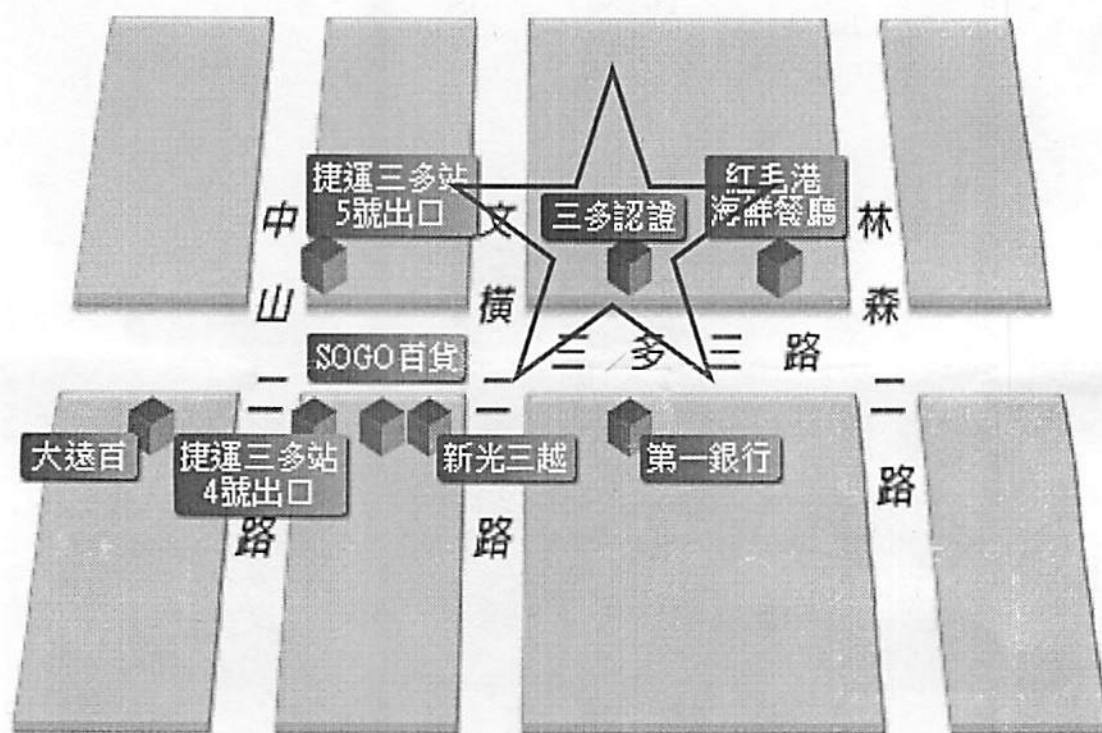 捷運三多站
5號出口
三多認證
紅毛港
海鮮餐廳
中山二路
文橫二路
林森二路
三多三路
SOGO百貨
大遠百
捷運三多站
4號出口
新光三越
第一銀行